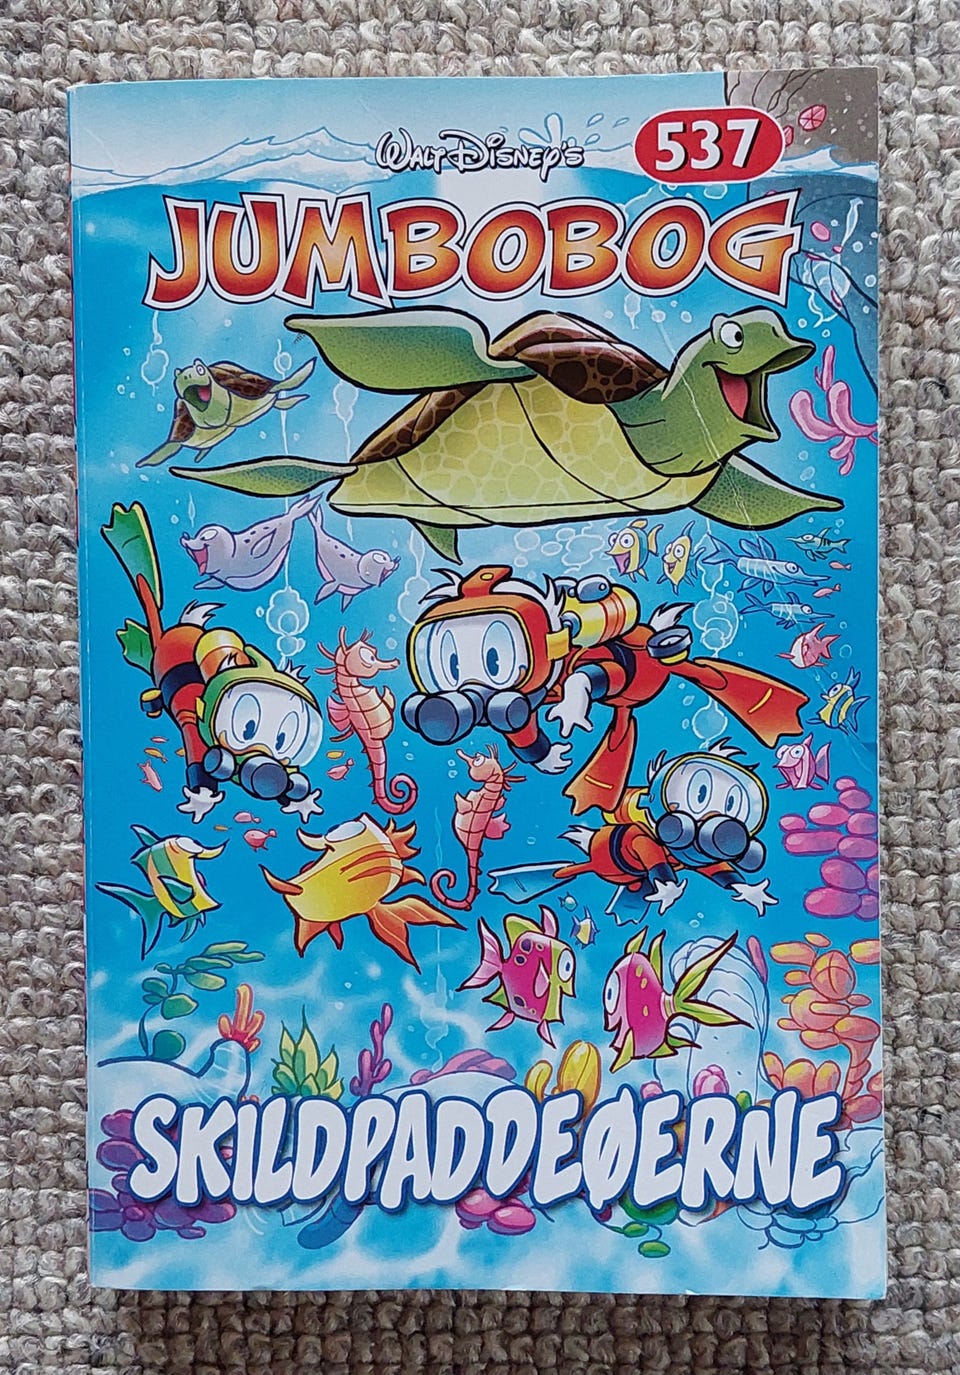 Walt Disney's
537
JUMBOBOG
SKILDPADDEØERNE